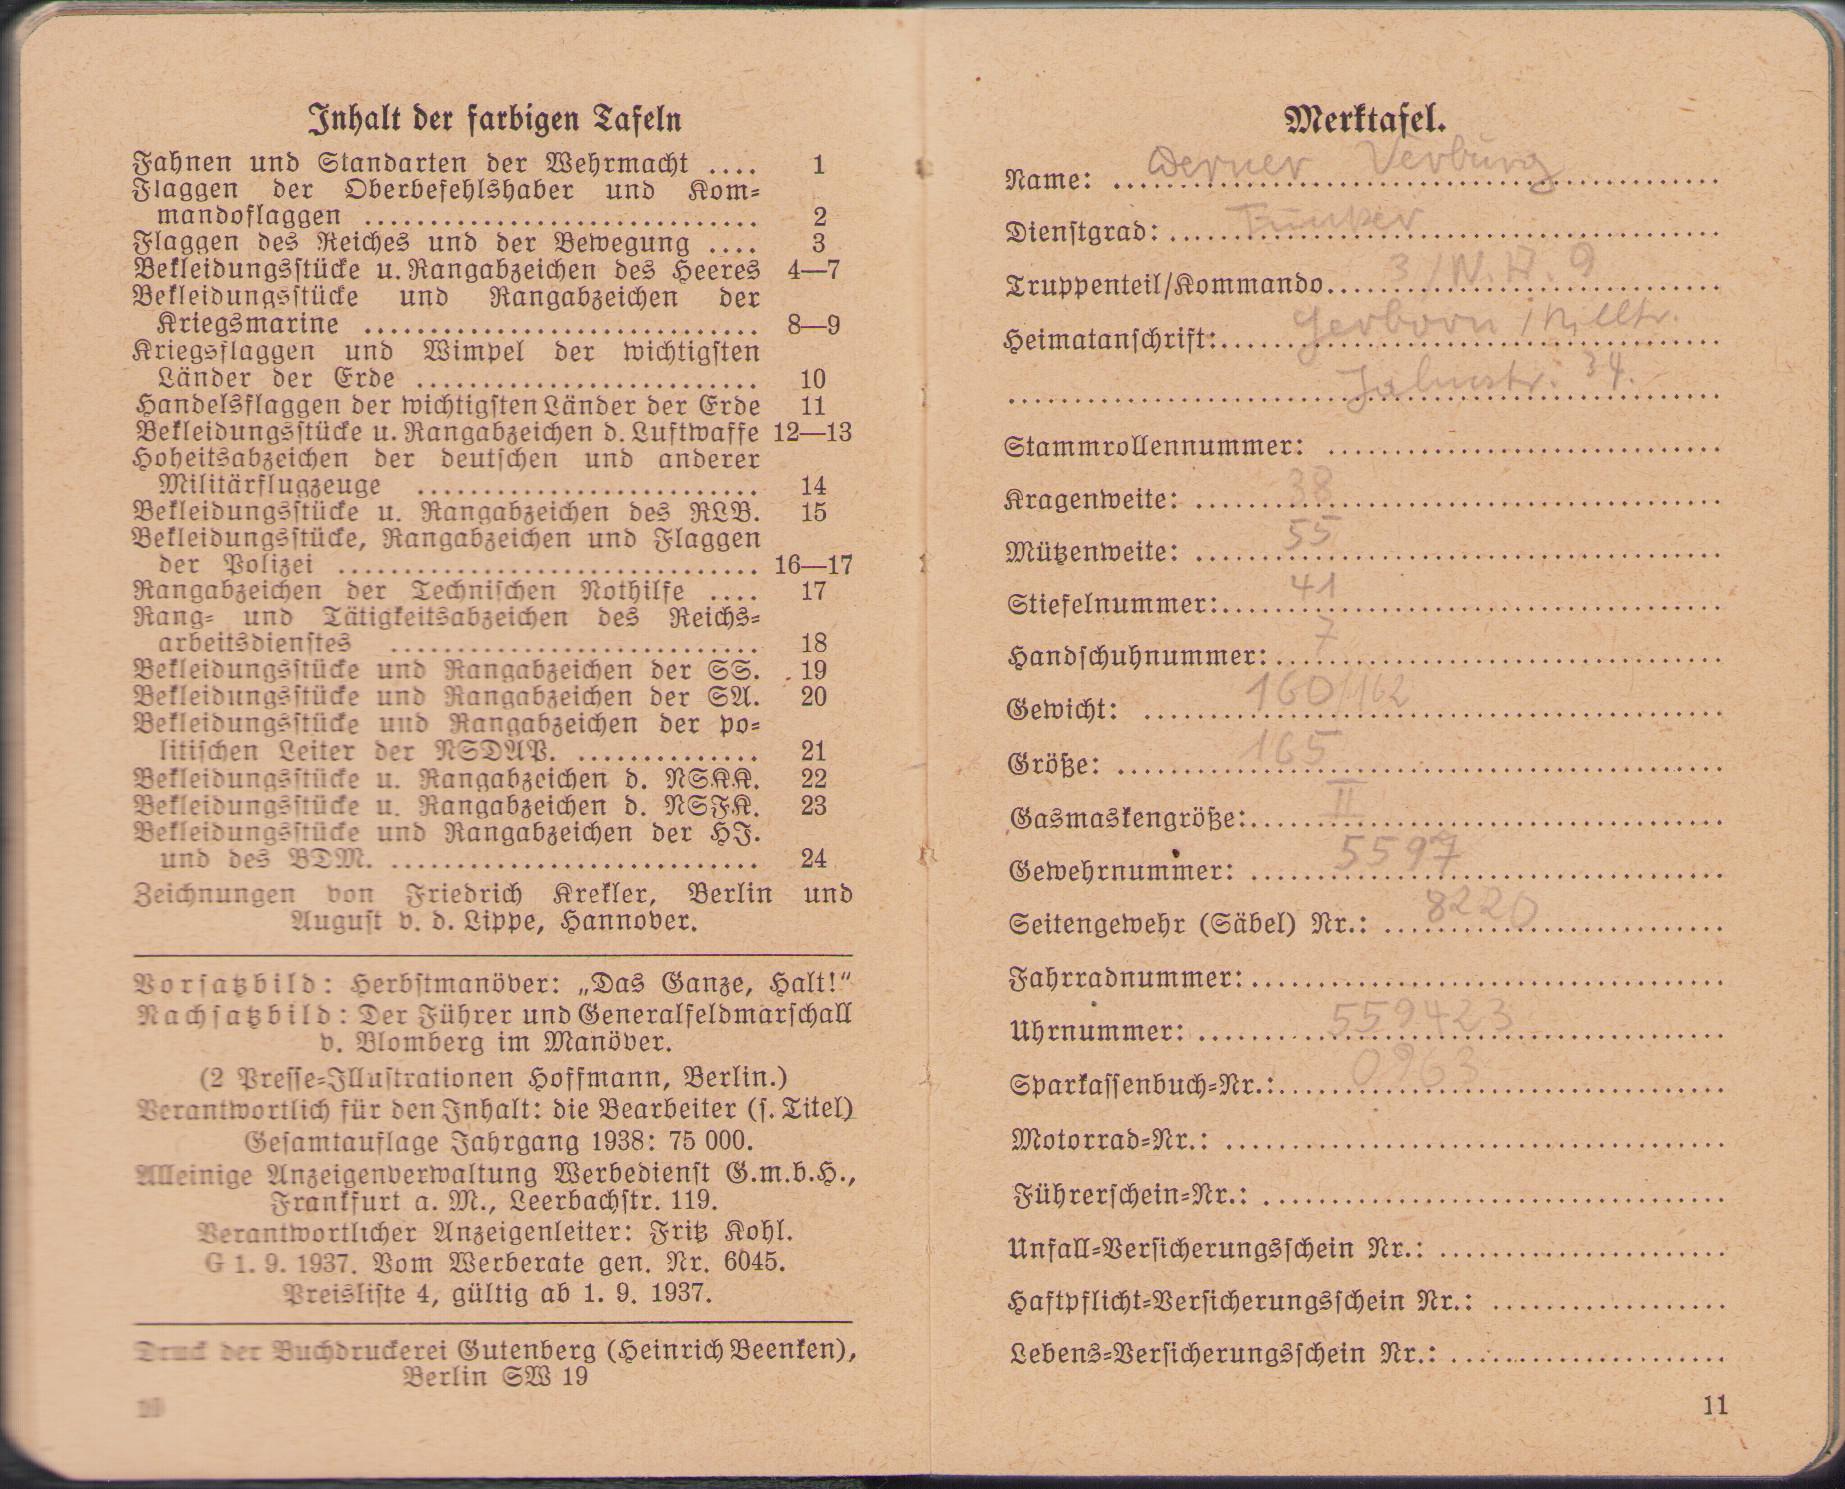 Inhalt der farbigen Tafeln
Fahnen und Standarten der Wehrmacht .... 1
Flaggen der Oberbefehlshaber und Kom-
mandoflaggen .............................. 2
Flaggen des Reiches und der Bewegung .... 3
Bekleidungsstücke u. Rangabzeichen des Heeres 4—7
Bekleidungsstücke und Rangabzeichen der
Kriegsmarine .............................. 8—9
Kriegsflaggen und Wimpel der wichtigsten
Länder der Erde .......................... 10
Handelsflaggen der wichtigsten Länder der Erde 11
Bekleidungsstücke u. Rangabzeichen d. Luftwaffe 12—13
Hoheitsabzeichen der deutschen und anderer
Militärflugzeuge .......................... 14
Bekleidungsstücke u. Rangabzeichen des RLB. 15
Bekleidungsstücke, Rangabzeichen und Flaggen
der Polizei ................................ 16—17
Rangabzeichen der Technischen Nothilfe .... 17
Rang- und Tätigkeitsabzeichen des Reichs-
arbeitsdienstes ............................ 18
Bekleidungsstücke und Rangabzeichen der SS. 19
Bekleidungsstücke und Rangabzeichen der SA. 20
Bekleidungsstücke und Rangabzeichen der po-
litischen Leiter der NSDAP. .............. 21
Bekleidungsstücke u. Rangabzeichen d. NSKK. 22
Bekleidungsstücke u. Rangabzeichen d. NSFK. 23
Bekleidungsstücke und Rangabzeichen der HJ.
und des BDM. ............................ 24
Zeichnungen von Friedrich Krekler, Berlin und
August v. d. Lippe, Hannover.
Vorsatzbild: Herbstmanöver: „Das Ganze, Halt!“
Nachsatzbild: Der Führer und Generalfeldmarschall
v. Blomberg im Manöver.
(2 Presse-Illustrationen Hoffmann, Berlin.)
Verantwortlich für den Inhalt: die Bearbeiter (s. Titel)
Gesamtauflage Jahrgang 1938: 75 000.
Alleinige Anzeigenverwaltung Werbedienst G.m.b.H.,
Frankfurt a. M., Leerbachstr. 119.
Verantwortlicher Anzeigenleiter: Fritz Kohl.
G 1. 9. 1937. Vom Werberate gen. Nr. 6045.
Preisliste 4, gültig ab 1. 9. 1937.
Druck der Buchdruckerei Gutenberg (Heinrich Beenken),
Berlin SW 19
10
Merktafel.
Name: Werner Verburg
Dienstgrad: Funker
Truppenteil/Kommando 3/N.A. 9
Heimatanschrift:
Jahnstr. 34.
Stammrollennummer:
Kragenweite: 38
Mützenweite: 55
Stiefelnummer: 41
Handschuhnummer: 7
Gewicht: 160/162
Größe: 165
Gasmaskengröße: II
Gewehrnummer: 5597
Seitengewehr (Säbel) Nr.: 8220
Fahrradnummer:
Uhrnummer: 559423
Sparkassenbuch-Nr.: 0963
Motorrad-Nr.:
Führerschein-Nr.:
Unfall-Versicherungsschein Nr.:
Haftpflicht-Versicherungsschein Nr.:
Lebens-Versicherungsschein Nr.:
11